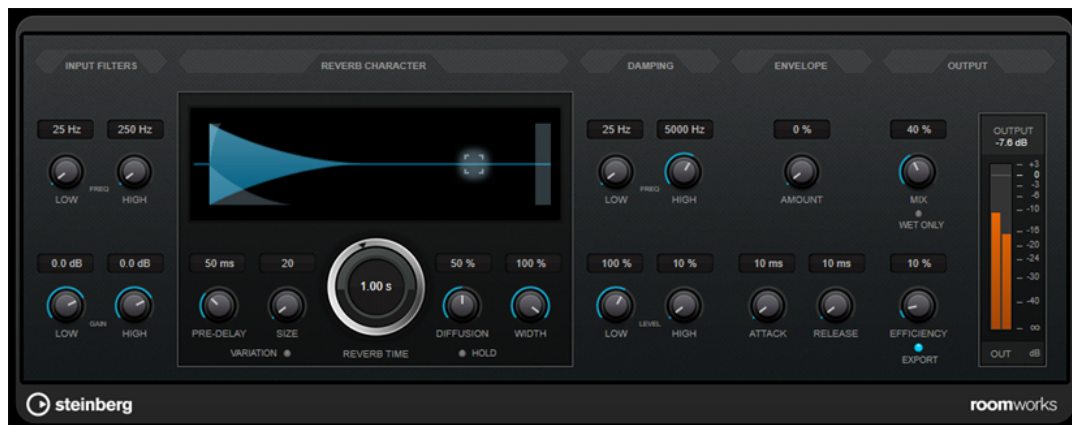 INPUT FILTERS
REVERB CHARACTER
DAMPING
ENVELOPE
OUTPUT
25 Hz 250 Hz
LOW FREQ HIGH
0.0 dB 0.0 dB
LOW GAIN HIGH
50 ms 20
PRE-DELAY SIZE
VARIATION
1.00 s
REVERB TIME
50 % 100 %
DIFFUSION WIDTH
HOLD
25 Hz 5000 Hz
LOW FREQ HIGH
100 % 10 %
LOW LEVEL HIGH
0 %
AMOUNT
10 ms 10 ms
ATTACK RELEASE
40 %
MIX
WET ONLY
10 %
EFFICIENCY
EXPORT
OUTPUT
-7.6 dB
+3
0
-3
-6
-10
-16
-20
-24
-30
-40
∞
OUT dB
steinberg
roomworks